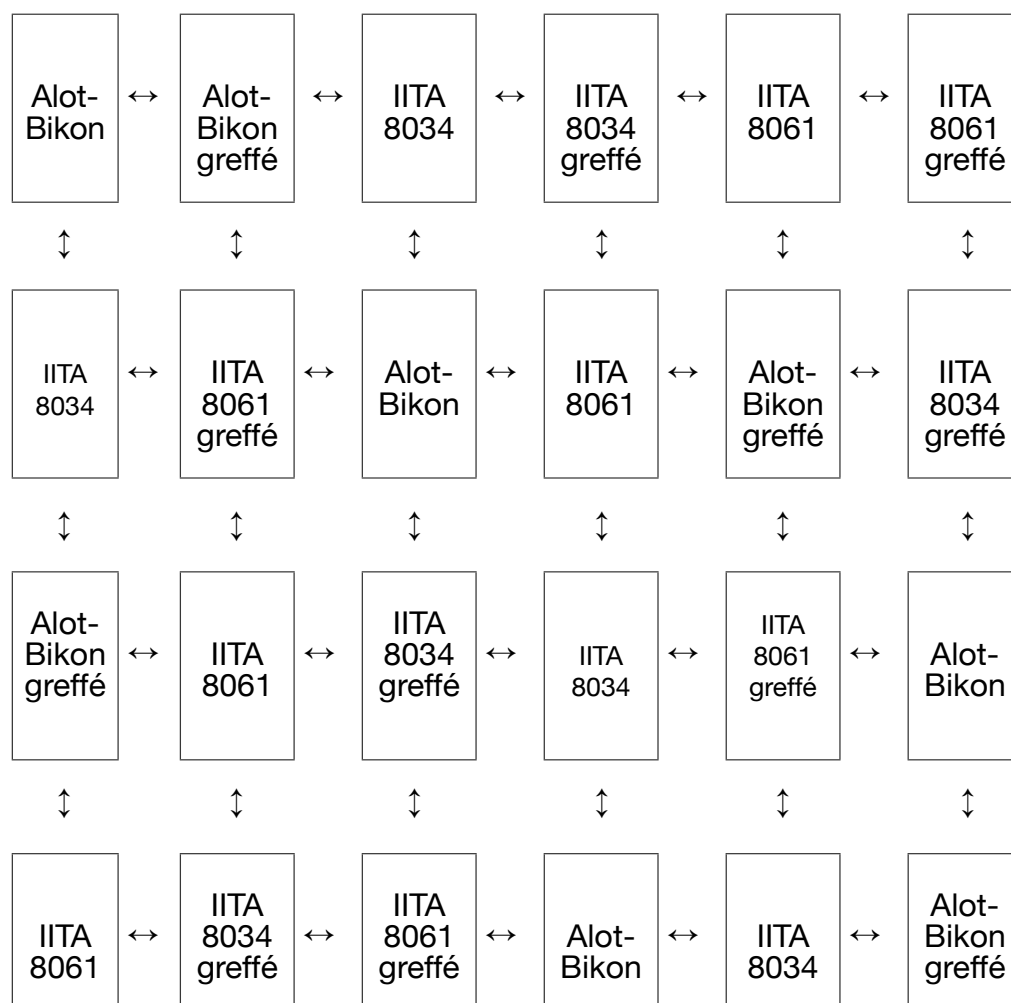 Alot-
Bikon
↔
Alot-
Bikon
greffé
↔
IITA
8034
↔
IITA
8034
greffé
↔
IITA
8061
↔
IITA
8061
greffé
↕ ↕ ↕ ↕ ↕ ↕
IITA
8034
↔
IITA
8061
greffé
↔
Alot-
Bikon
↔
IITA
8061
↔
Alot-
Bikon
greffé
↔
IITA
8034
greffé
↕ ↕ ↕ ↕ ↕ ↕
Alot-
Bikon
greffé
↔
IITA
8061
↔
IITA
8034
greffé
↔
IITA
8034
↔
IITA
8061
greffé
↔
Alot-
Bikon
↕ ↕ ↕ ↕ ↕ ↕
IITA
8061
↔
IITA
8034
greffé
↔
IITA
8061
greffé
↔
Alot-
Bikon
↔
IITA
8034
↔
Alot-
Bikon
greffé